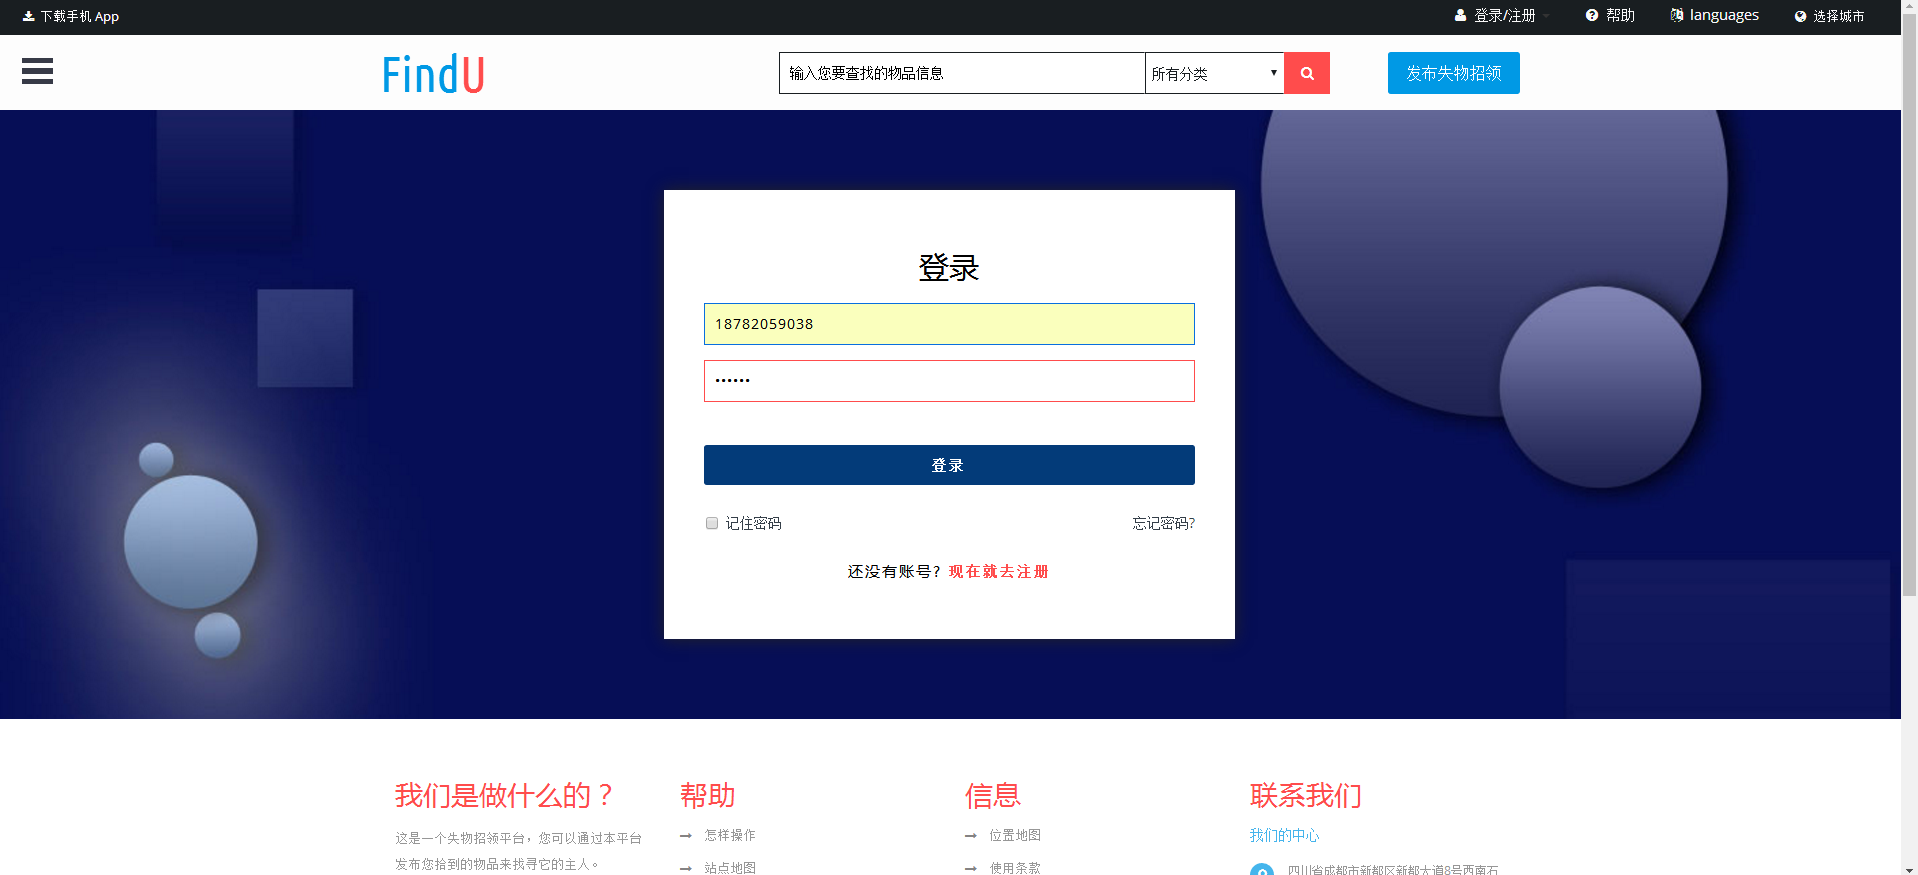 下载手机 App
登录/注册
帮助
languages
选择城市
FindU
输入您要查找的物品信息
所有分类
发布失物招领
登录
18782059038
••••••
登录
记住密码
忘记密码?
还没有账号? 现在就去注册
我们是做什么的？
这是一个失物招领平台，您可以通过本平台
发布您拾到的物品来找寻它的主人。
帮助
怎样操作
站点地图
信息
位置地图
使用条款
联系我们
我们的中心
四川省成都市新都区新都大道8号西南石